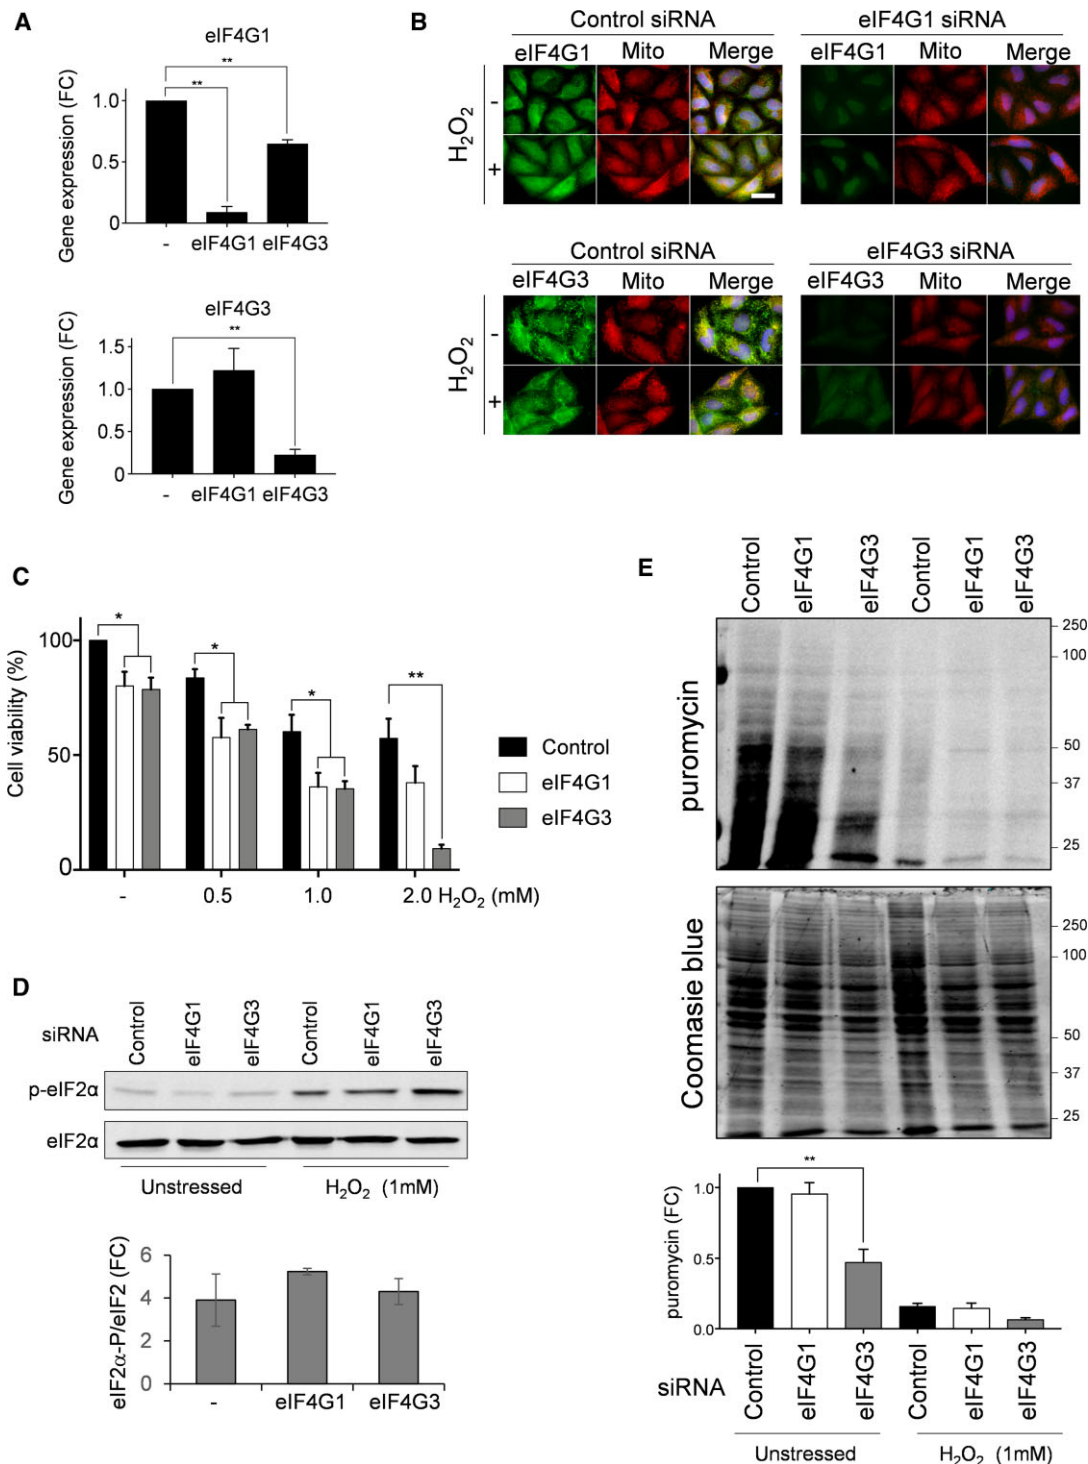 A
eIF4G1
Gene expression (FC)
1.0
0.5
0
**
**
- eIF4G1 eIF4G3
eIF4G3
Gene expression (FC)
1.5
1.0
0.5
0
**
- eIF4G1 eIF4G3
B
Control siRNA
eIF4G1 Mito Merge
H₂O₂
-
+
eIF4G1 siRNA
eIF4G1 Mito Merge
Control siRNA
eIF4G3 Mito Merge
H₂O₂
-
+
eIF4G3 siRNA
eIF4G3 Mito Merge
C
Cell viability (%)
100
50
0
*
*
*
**
- 0.5 1.0 2.0 H₂O₂ (mM)
Control
eIF4G1
eIF4G3
D
siRNA
Control eIF4G1 eIF4G3 Control eIF4G1 eIF4G3
p-eIF2α
eIF2α
Unstressed H₂O₂ (1mM)
eIF2α-P/eIF2 (FC)
6
4
2
0
- eIF4G1 eIF4G3
E
Control eIF4G1 eIF4G3 Control eIF4G1 eIF4G3
puromycin
250
100
50
37
25
Coomasie blue
250
100
50
37
25
puromycin (FC)
1.0
0.5
0.0
**
siRNA
Control eIF4G1 eIF4G3 Control eIF4G1 eIF4G3
Unstressed H₂O₂ (1mM)